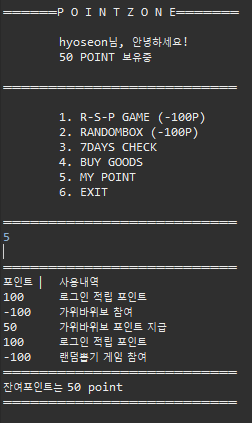 ═══════P O I N T Z O N E════════
hyoseon님, 안녕하세요!
50 POINT 보유중
════════════════════════════════
1. R-S-P GAME (-100P)
2. RANDOMBOX (-100P)
3. 7DAYS CHECK
4. BUY GOODS
5. MY POINT
6. EXIT
════════════════════════════════
5
════════════════════════════════
포인트 | 사용내역
100 로그인 적립 포인트
-100 가위바위보 참여
50 가위바위보 포인트 지급
100 로그인 적립 포인트
-100 랜덤뽑기 게임 참여
════════════════════════════════
잔여포인트는 50 point
════════════════════════════════